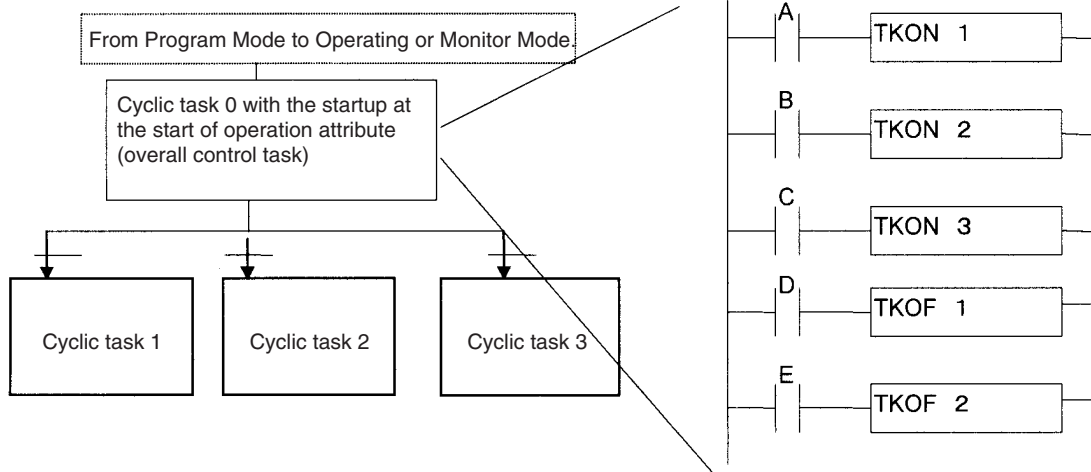 From Program Mode to Operating or Monitor Mode.
Cyclic task 0 with the startup at
the start of operation attribute
(overall control task)
Cyclic task 1
Cyclic task 2
Cyclic task 3
A
TKON 1
B
TKON 2
C
TKON 3
D
TKOF 1
E
TKOF 2